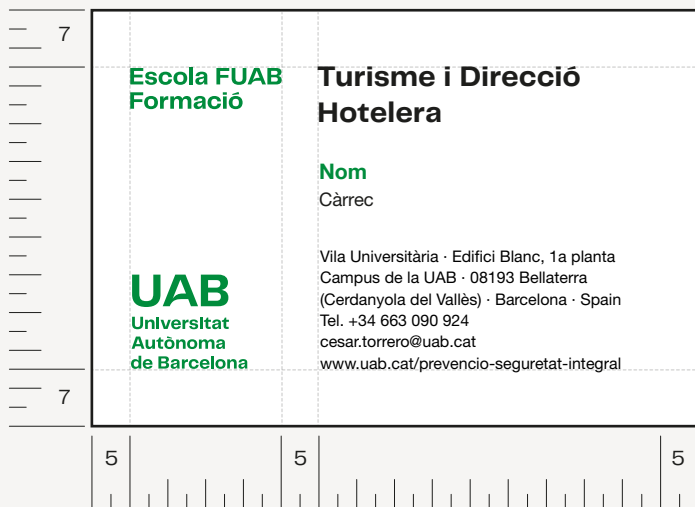 7
Escola FUAB
Formació
Turisme i Direcció
Hotelera
Nom
Càrrec
UAB
Universitat
Autònoma
de Barcelona
Vila Universitària · Edifici Blanc, 1a planta
Campus de la UAB · 08193 Bellaterra
(Cerdanyola del Vallès) · Barcelona · Spain
Tel. +34 663 090 924
cesar.torrero@uab.cat
www.uab.cat/prevencio-seguretat-integral
7
5 5 5